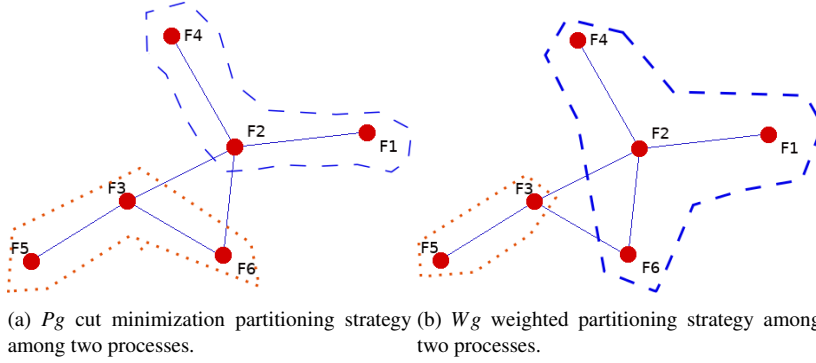 F4
F2
F1
F3
F5
F6
F4
F2
F1
F3
F5
F6
(a) Pg cut minimization partitioning strategy
among two processes.
(b) Wg weighted partitioning strategy among
two processes.